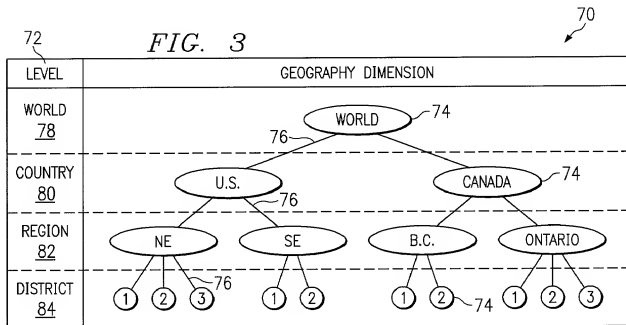 70
72
FIG. 3
LEVEL GEOGRAPHY DIMENSION
WORLD
78
WORLD 74
76
COUNTRY
80
U.S. CANADA 74
76
REGION
82
NE SE B.C. ONTARIO
76
DISTRICT
84
1 2 3 1 2 1 2 74 1 2 3